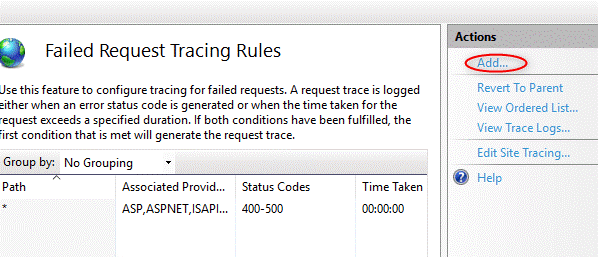 Failed Request Tracing Rules
Use this feature to configure tracing for failed requests. A request trace is logged
either when an error status code is generated or when the time taken for the
request exceeds a specified duration. If both conditions have been fulfilled, the
first condition that is met will generate the request trace.
Group by: No Grouping
Path Associated Provid... Status Codes Time Taken
* ASP,ASPNET,ISAPI... 400-500 00:00:00
Actions
Add...
Revert To Parent
View Ordered List...
View Trace Logs...
Edit Site Tracing...
Help